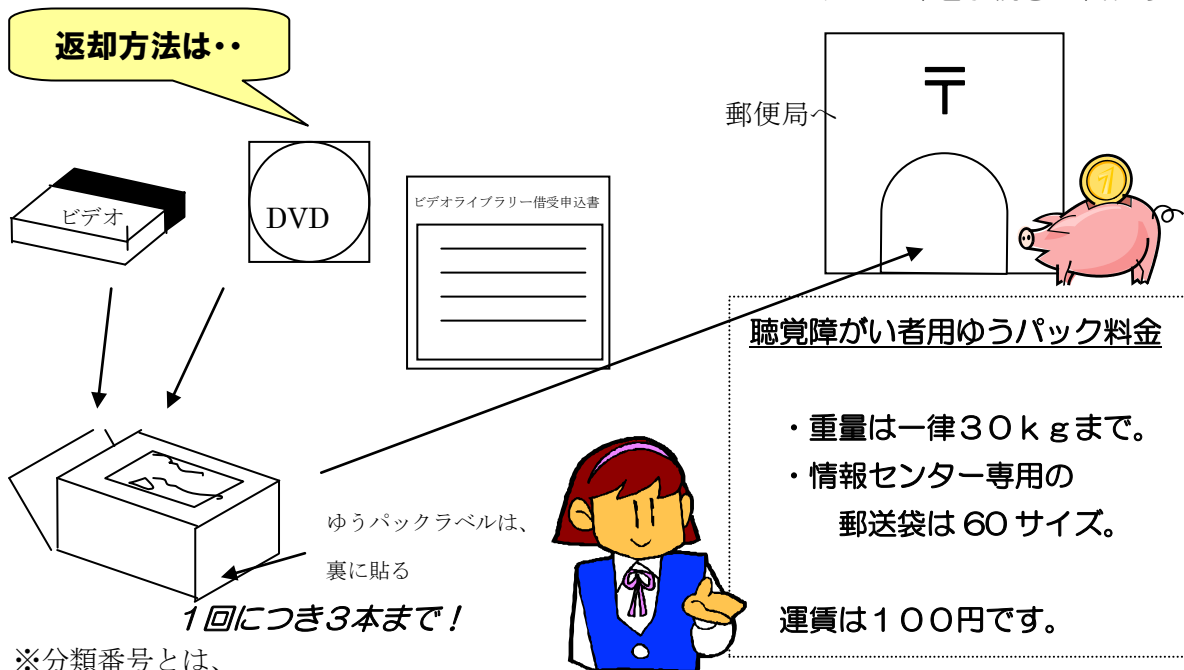 返却方法は・・
〒
郵便局へ
ビデオ
DVD
ビデオライブラリー借受申込書
聴覚障がい者用ゆうパック料金
・重量は一律３０ｋｇまで。
・情報センター専用の
郵送袋は 60 サイズ。
運賃は１００円です。
ゆうパックラベルは、
裏に貼る
１回につき３本まで！
※分類番号とは、